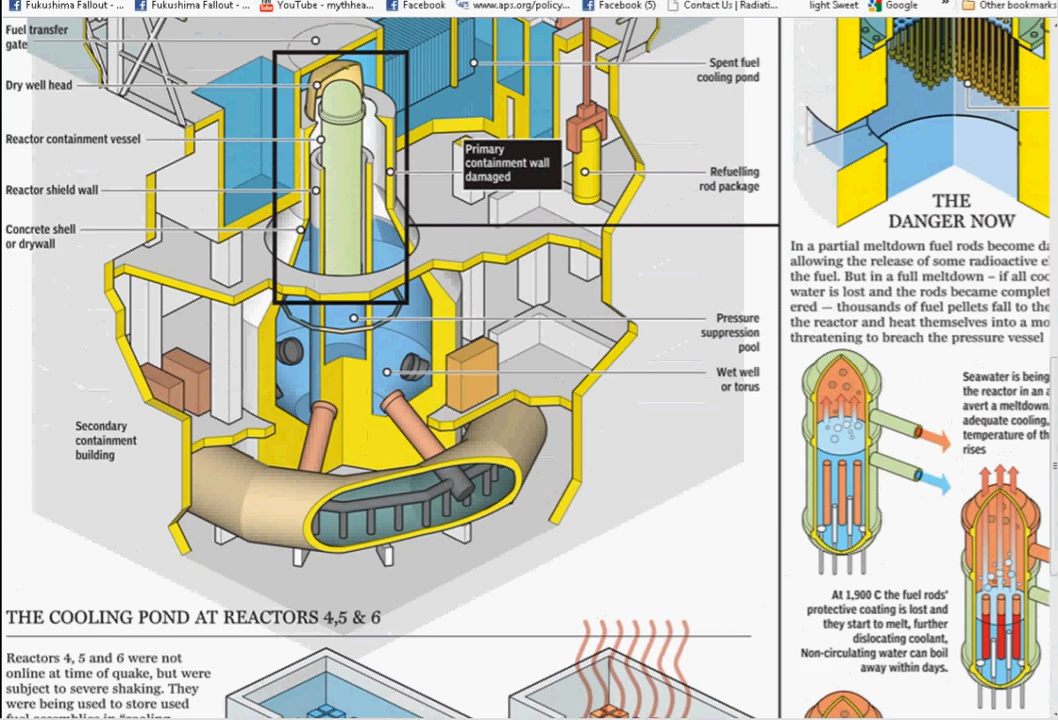 Fukushima Fallout - ...
Fukushima Fallout - ...
YouTube - mythhea...
Facebook
www.aps.org/policy...
Facebook (5)
Contact Us | Radiati...
light Sweet
Google
»
Other bookmarks
Fuel transfer
gate
Dry well head
Reactor containment vessel
Reactor shield wall
Concrete shell
or drywall
Spent fuel
cooling pond
Primary
containment wall
damaged
Refuelling
rod package
Pressure
suppression
pool
Wet well
or torus
Secondary
containment
building
THE COOLING POND AT REACTORS 4,5 & 6
Reactors 4, 5 and 6 were not
online at time of quake, but were
subject to severe shaking. They
were being used to store used
fuel assemblies in "cooling
THE
DANGER NOW
In a partial meltdown fuel rods become
allowing the release of some radioactive
the fuel. But in a full meltdown – if all
water is lost and the rods became
ered — thousands of fuel pellets fall to the
the reactor and heat themselves into a
threatening to breach the pressure vessel
Seawater is being
the reactor in an
avert a meltdown.
adequate cooling,
temperature of
rises
At 1,900 C the fuel rods'
protective coating is lost and
they start to melt, further
dislocating coolant,
Non-circulating water can boil
away within days.